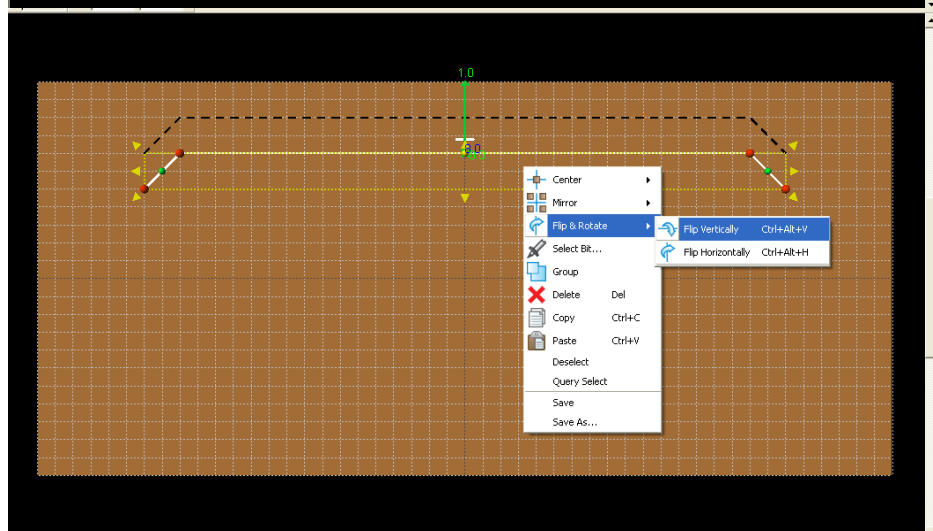 1.0
Center
Mirror
Flip & Rotate
Flip Vertically Ctrl+Alt+V
Flip Horizontally Ctrl+Alt+H
Select Bit...
Group
Delete Del
Copy Ctrl+C
Paste Ctrl+V
Deselect
Query Select
Save
Save As...